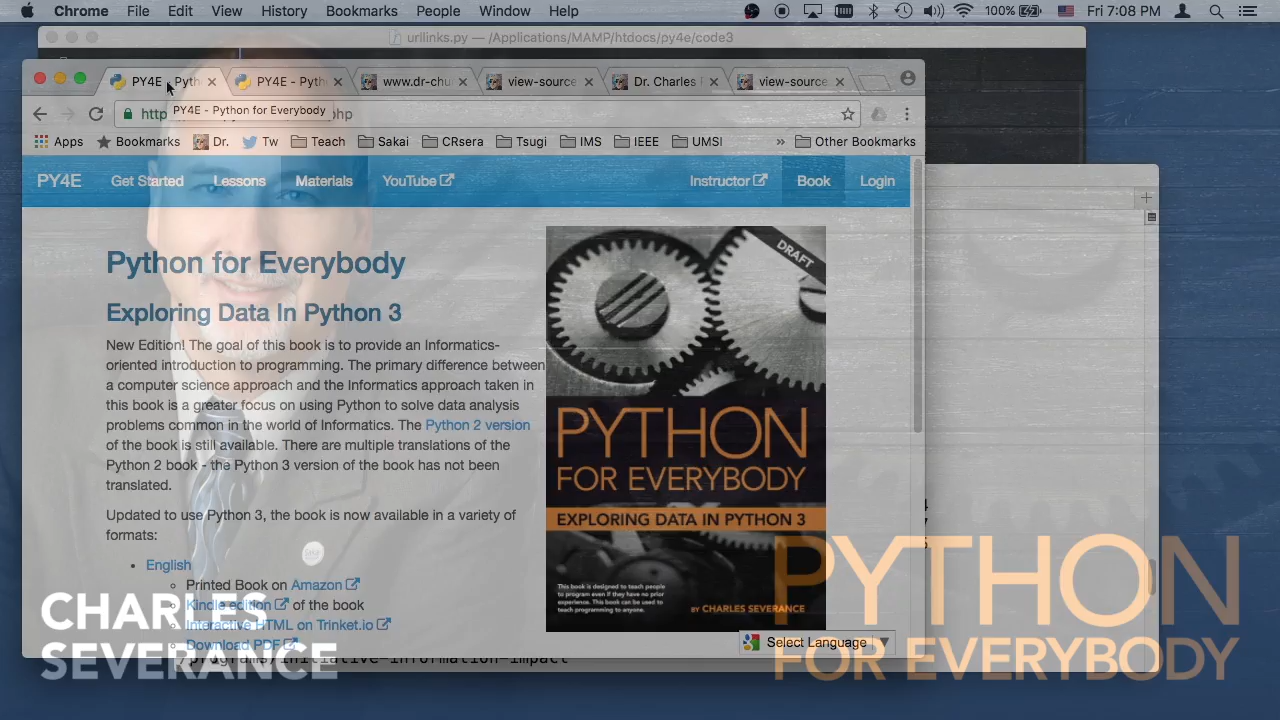 Chrome File Edit View History Bookmarks People Window Help 100% Fri 7:08 PM
urllinks.py — /Applications/MAMP/htdocs/py4e/code3
PY4E - Pyth PY4E - Pyth www.dr-chu view-source Dr. Charles view-source
http php
PY4E - Python for Everybody
Apps Bookmarks Dr. Tw Teach Sakai CRsera Tsugi IMS IEEE UMSI » Other Bookmarks
PY4E Get Started Lessons Materials YouTube Instructor Book Login
Python for Everybody
Exploring Data In Python 3
New Edition! The goal of this book is to provide an Informatics-
oriented introduction to programming. The primary difference between
a computer science approach and the Informatics approach taken in
this book is a greater focus on using Python to solve data analysis
problems common in the world of Informatics. The Python 2 version
of the book is still available. There are multiple translations of the
Python 2 book - the Python 3 version of the book has not been
translated.
Updated to use Python 3, the book is now available in a variety of
formats:
English
Printed Book on Amazon
Kindle edition of the book
Interactive HTML on Trinket.io
Download PDF
DRAFT
PYTHON
FOR EVERYBODY
EXPLORING DATA IN PYTHON 3
This book is designed to teach people
to program even if they have no prior
experience. This book can be used to
teach programming to anyone.
BY CHARLES SEVERANCE
Select Language ▼
/programs/initiative-information-impact
CHARLES
SEVERANCE
PYTHON
FOR EVERYBODY